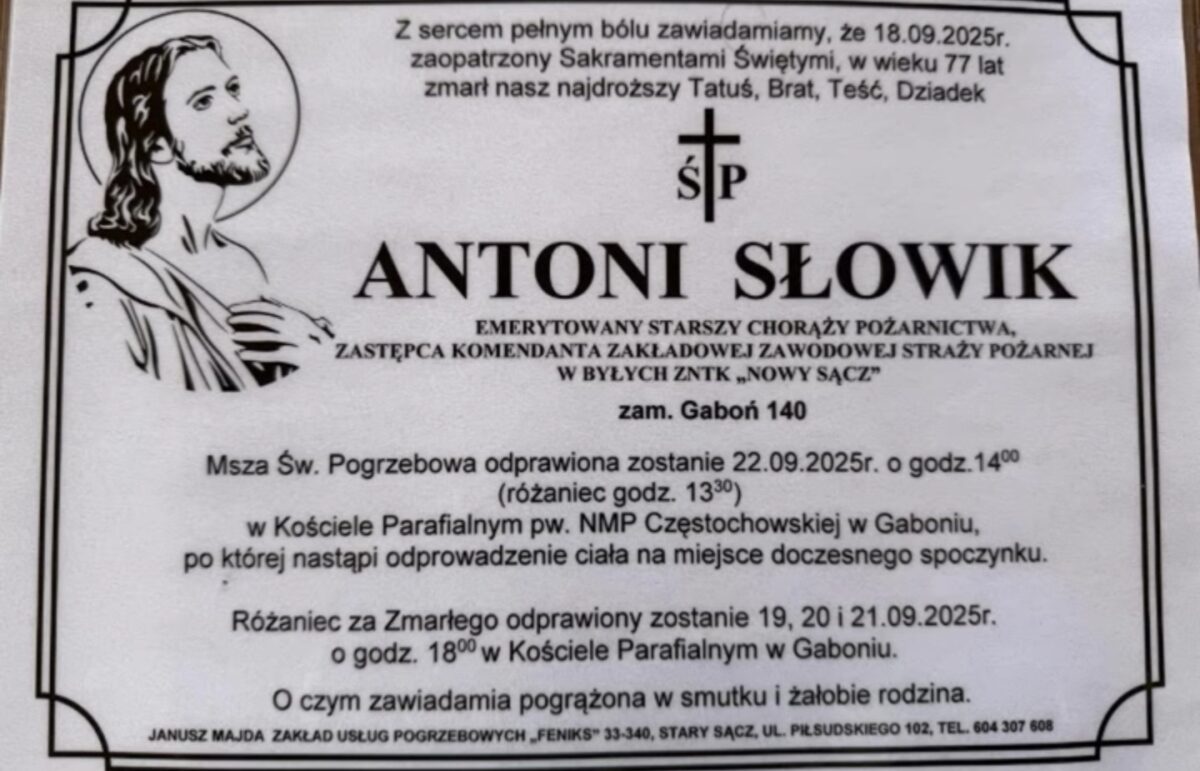 Z sercem pełnym bólu zawiadamiamy, że 18.09.2025r.
zaopatrzony Sakramentami Świętymi, w wieku 77 lat
zmarł nasz najdroższy Tatuś, Brat, Teść, Dziadek
Ś P
ANTONI SŁOWIK
EMERYTOWANY STARSZY CHORĄŻY POŻARNICTWA,
ZASTĘPCA KOMENDANTA ZAKŁADOWEJ ZAWODOWEJ STRAŻY POŻARNEJ
W BYŁYCH ZNTK „NOWY SĄCZ”
zam. Gaboń 140
Msza Św. Pogrzebowa odprawiona zostanie 22.09.2025r. o godz.14⁰⁰
(różaniec godz. 13³⁰)
w Kościele Parafialnym pw. NMP Częstochowskiej w Gaboniu,
po której nastąpi odprowadzenie ciała na miejsce doczesnego spoczynku.
Różaniec za Zmarłego odprawiony zostanie 19, 20 i 21.09.2025r.
o godz. 18⁰⁰ w Kościele Parafialnym w Gaboniu.
O czym zawiadamia pogrążona w smutku i żałobie rodzina.
JANUSZ MAJDA ZAKŁAD USŁUG POGRZEBOWYCH „FENIKS” 33-340, STARY SĄCZ, UL. PIŁSUDSKIEGO 102, TEL. 604 307 608